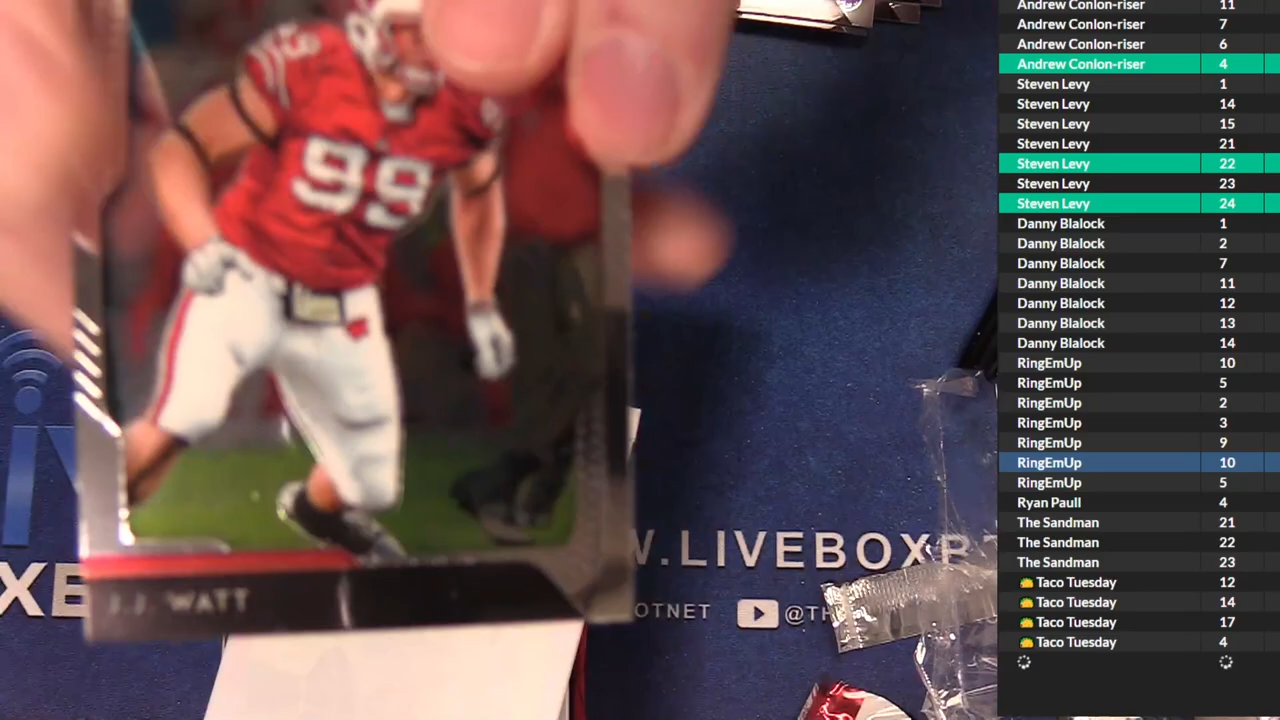 Andrew Conlon-riser 11
Andrew Conlon-riser 7
Andrew Conlon-riser 6
Andrew Conlon-riser 4
Steven Levy 1
Steven Levy 14
Steven Levy 15
Steven Levy 21
Steven Levy 22
Steven Levy 23
Steven Levy 24
Danny Blalock 1
Danny Blalock 2
Danny Blalock 7
Danny Blalock 11
Danny Blalock 12
Danny Blalock 13
Danny Blalock 14
RingEmUp 10
RingEmUp 5
RingEmUp 2
RingEmUp 3
RingEmUp 9
RingEmUp 10
RingEmUp 5
Ryan Paull 4
The Sandman 21
The Sandman 22
The Sandman 23
🌮 Taco Tuesday 12
🌮 Taco Tuesday 14
🌮 Taco Tuesday 17
🌮 Taco Tuesday 4
99
J.J. WATT
W.LIVEBOXB
OTNET @TH